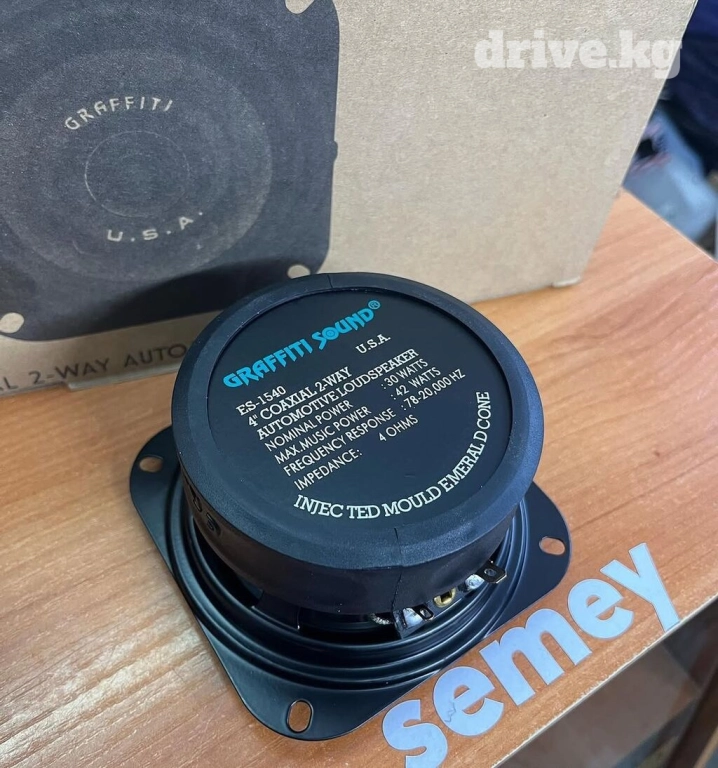 drive.kg
GRAFFITI
U.S.A.
2-WAY AUTO
GRAFFITI SOUND®
U.S.A.
ES-1540
4" COAXIAL 2-WAY
AUTOMOTIVE LOUDSPEAKER
NOMINAL POWER : 30 WATTS
MAX.MUSIC POWER : 42 WATTS
FREQUENCY RESPONSE : 78-20,000 HZ
IMPEDANCE: 4 OHMS
INJEC TED MOULD EMERALD CONE
semey